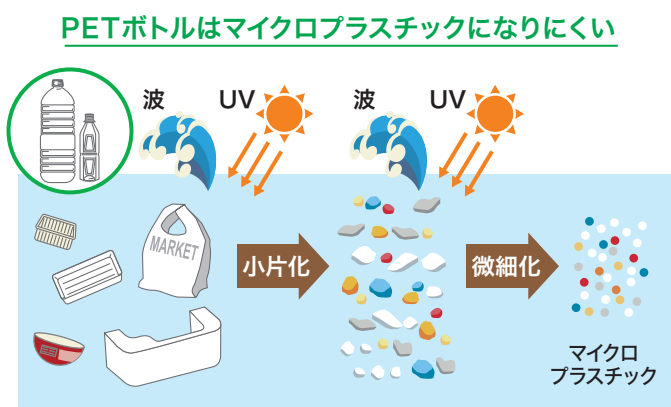 PETボトルはマイクロプラスチックになりにくい
波
UV
波
UV
MARKET
小片化
微細化
マイクロ
プラスチック